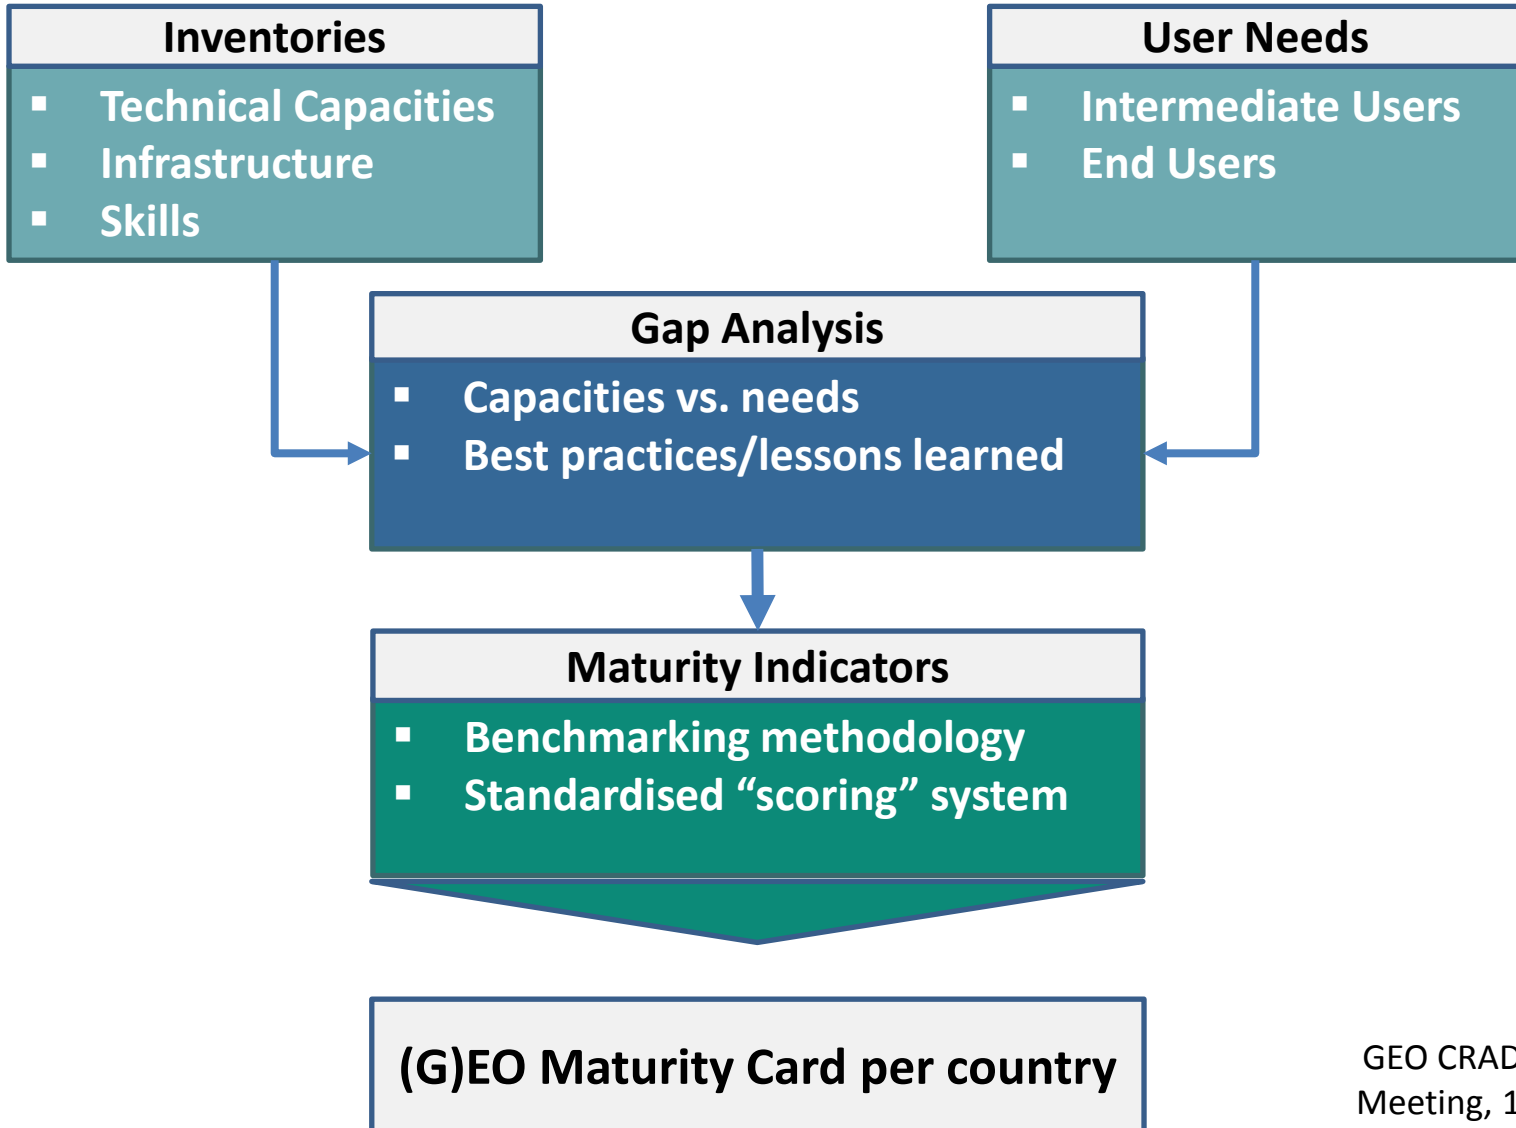 Inventories
▪ Technical Capacities
▪ Infrastructure
▪ Skills
User Needs
▪ Intermediate Users
▪ End Users
Gap Analysis
▪ Capacities vs. needs
▪ Best practices/lessons learned
Maturity Indicators
▪ Benchmarking methodology
▪ Standardised “scoring” system
(G)EO Maturity Card per country
GEO CRAD
Meeting, 1